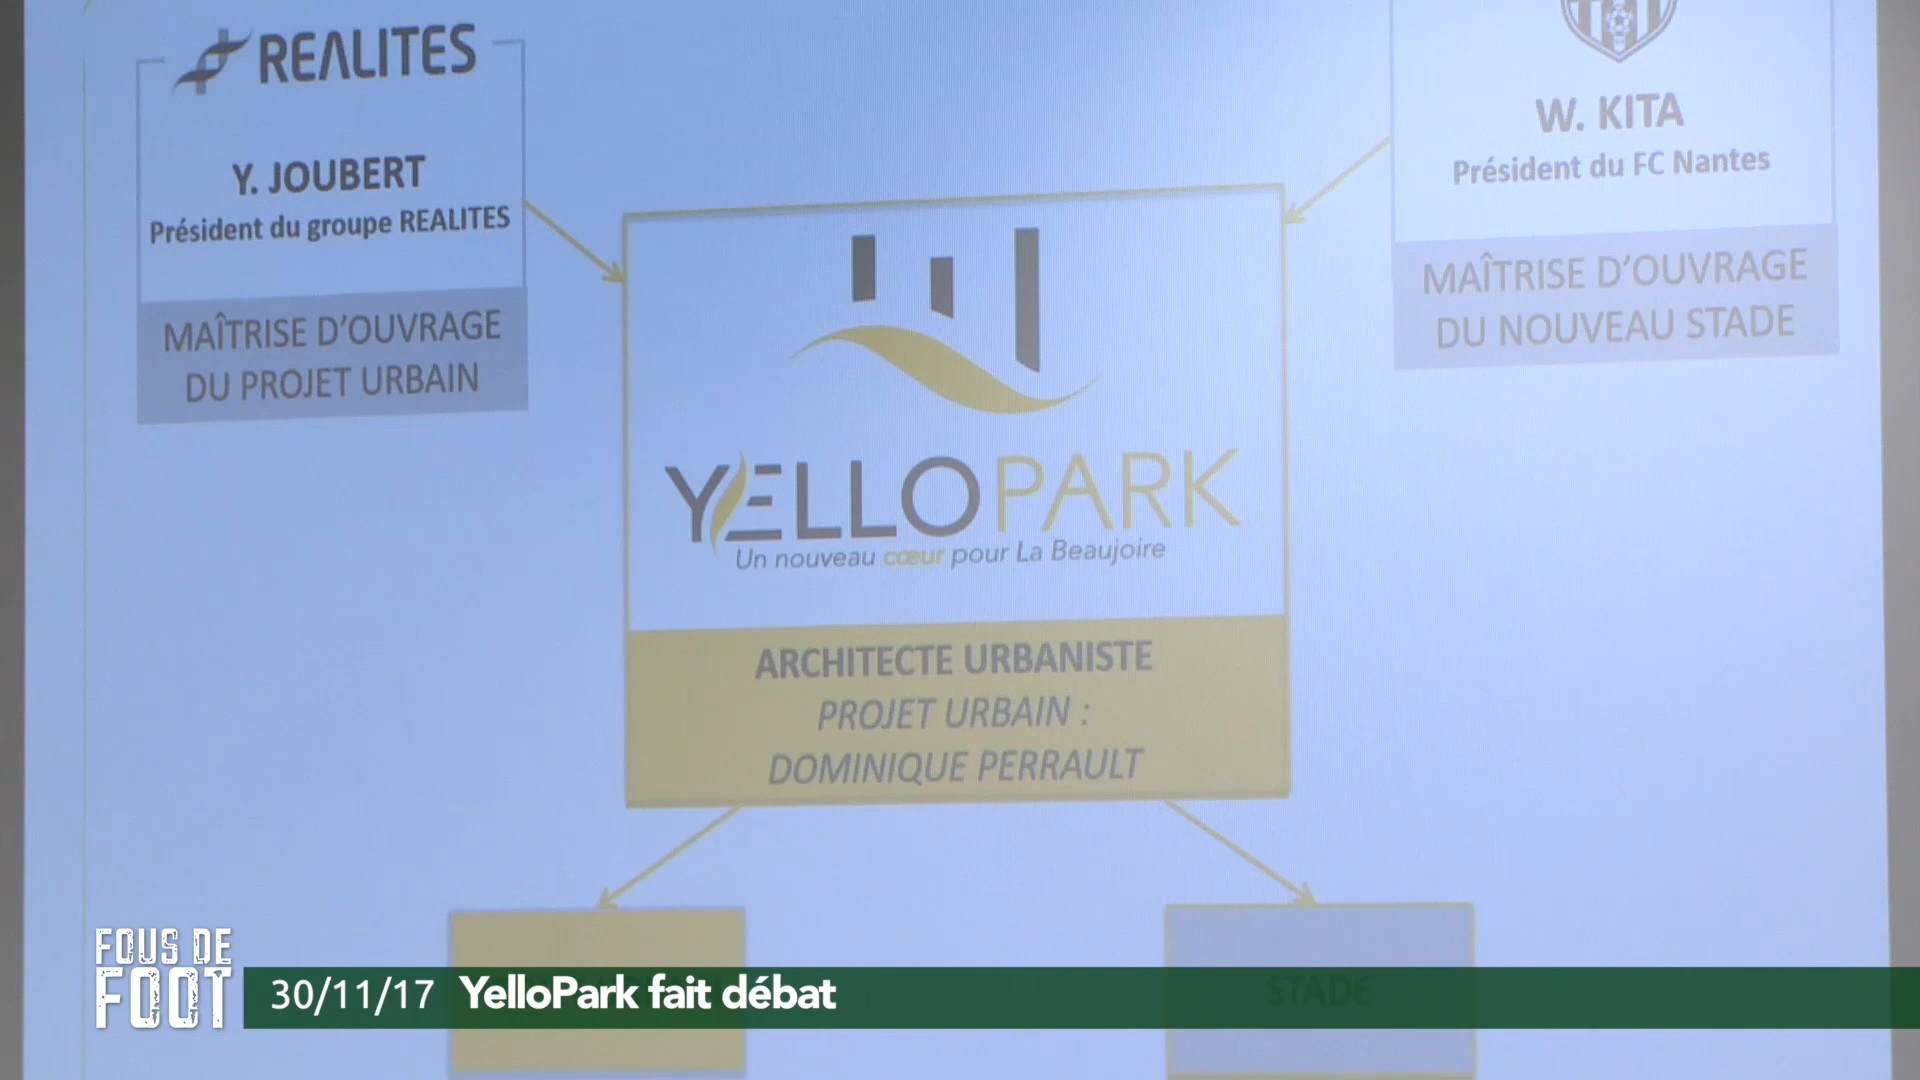 REALITES
Y. JOUBERT
Président du groupe REALITES
MAÎTRISE D'OUVRAGE
DU PROJET URBAIN
W. KITA
Président du FC Nantes
MAÎTRISE D'OUVRAGE
DU NOUVEAU STADE
YELLOPARK
Un nouveau cœur pour La Beaujoire
ARCHITECTE URBANISTE
PROJET URBAIN :
DOMINIQUE PERRAULT
STADE
FOUS DE
FOOT
30/11/17 YelloPark fait débat